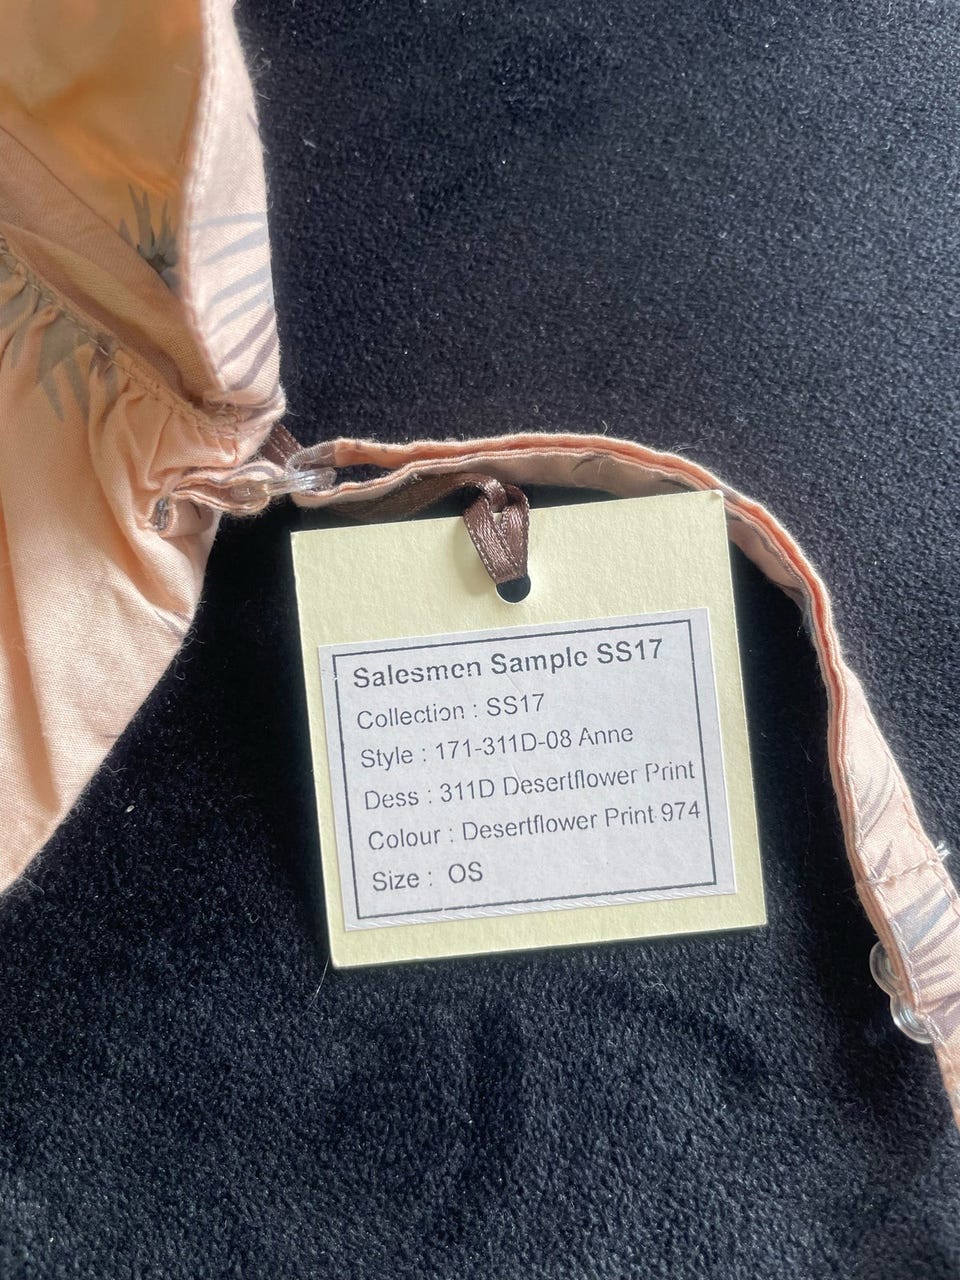 Salesmen Sample SS17
Collection : SS17
Style : 171-311D-08 Anne
Dess : 311D Desertflower Print
Colour : Desertflower Print 974
Size : OS